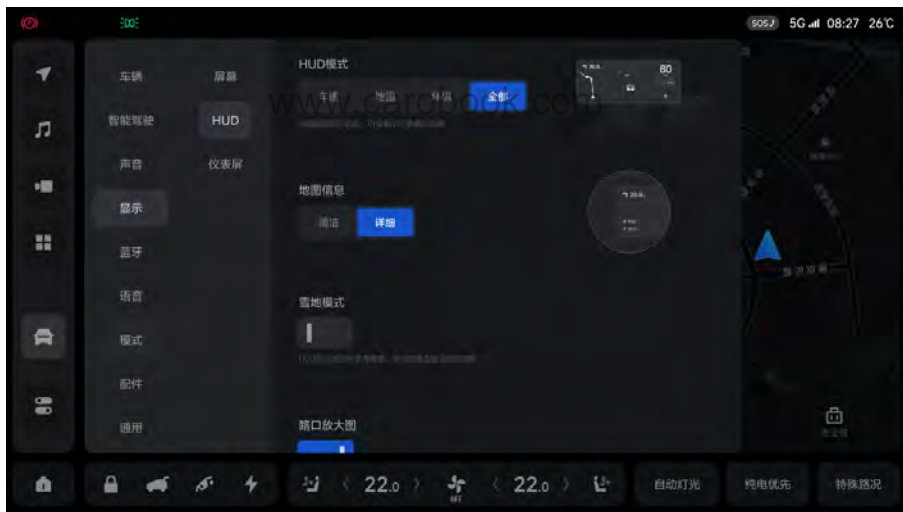 SOS 5G 08:27 26℃
车辆
屏幕
智能驾驶
HUD
声音
仪表屏
显示
蓝牙
语音
模式
配件
通用
HUD模式
车辆 地图 全部
80
www.carobook.com
地图信息
简洁 详细
雪地模式
路口放大图
22.0
OFF
22.0
自动灯光
纯电优先
特殊路况